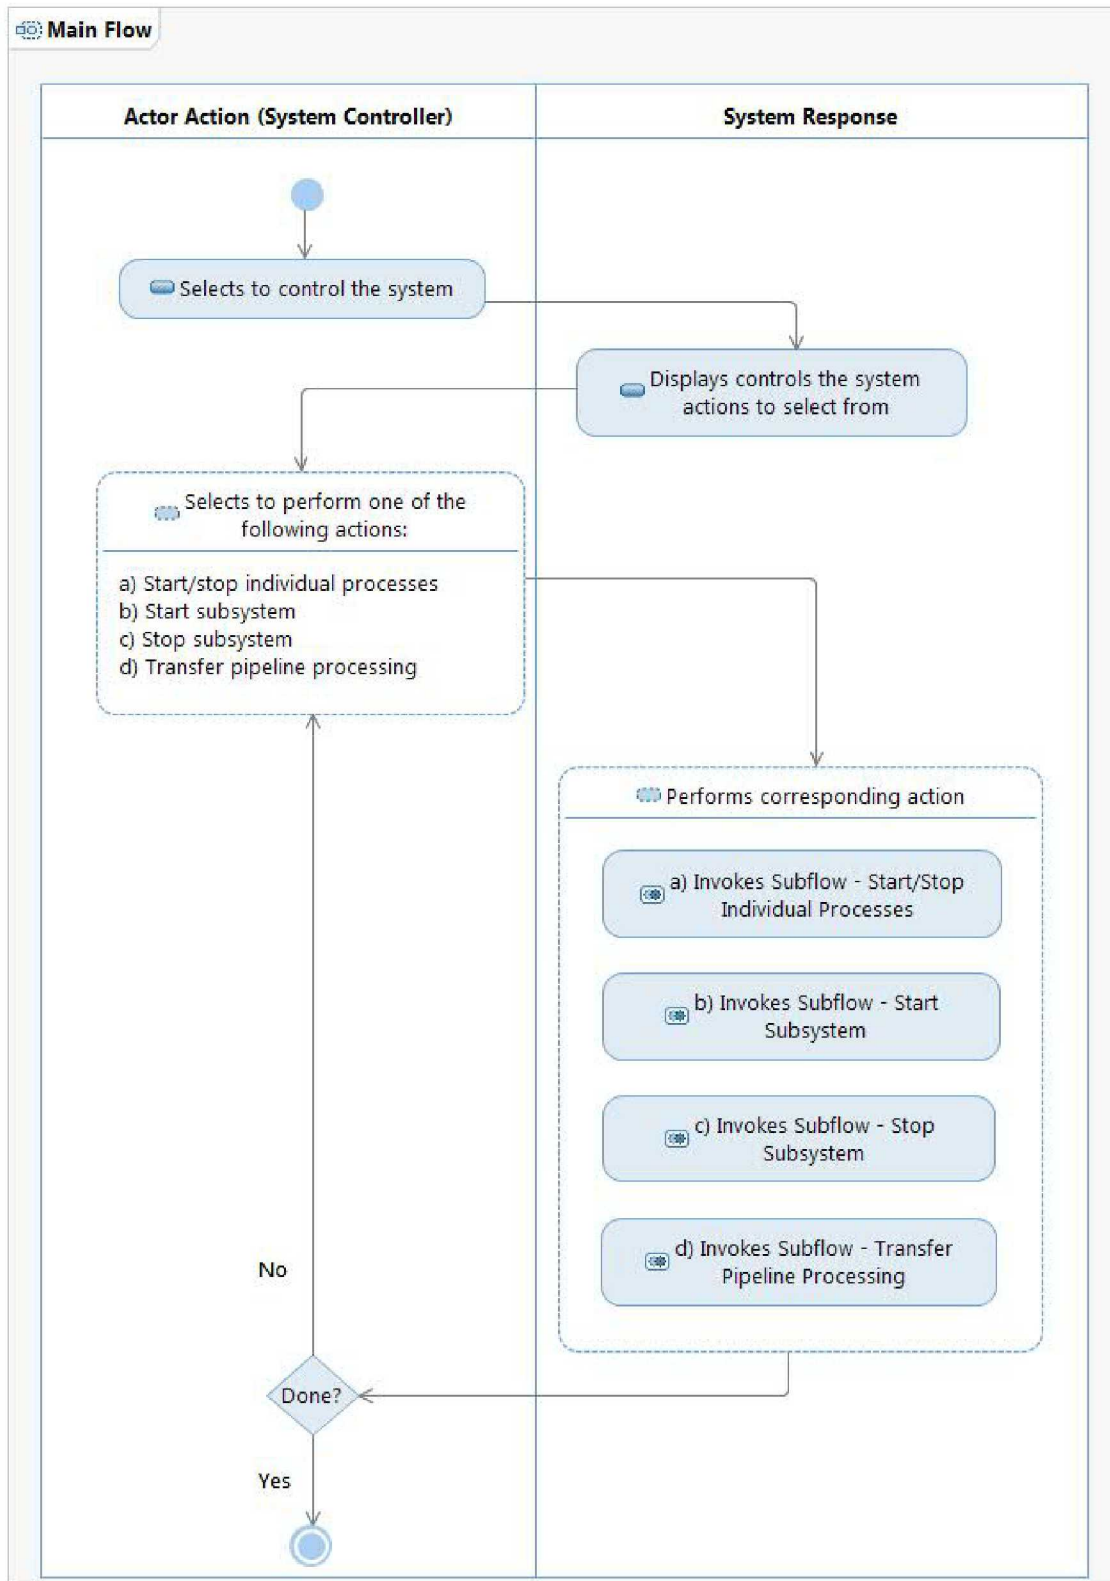 Main Flow
Actor Action (System Controller)
System Response
Selects to control the system
Displays controls the system
actions to select from
Selects to perform one of the
following actions:
a) Start/stop individual processes
b) Start subsystem
c) Stop subsystem
d) Transfer pipeline processing
Performs corresponding action
a) Invokes Subflow - Start/Stop
Individual Processes
b) Invokes Subflow - Start
Subsystem
c) Invokes Subflow - Stop
Subsystem
d) Invokes Subflow - Transfer
Pipeline Processing
No
Done?
Yes